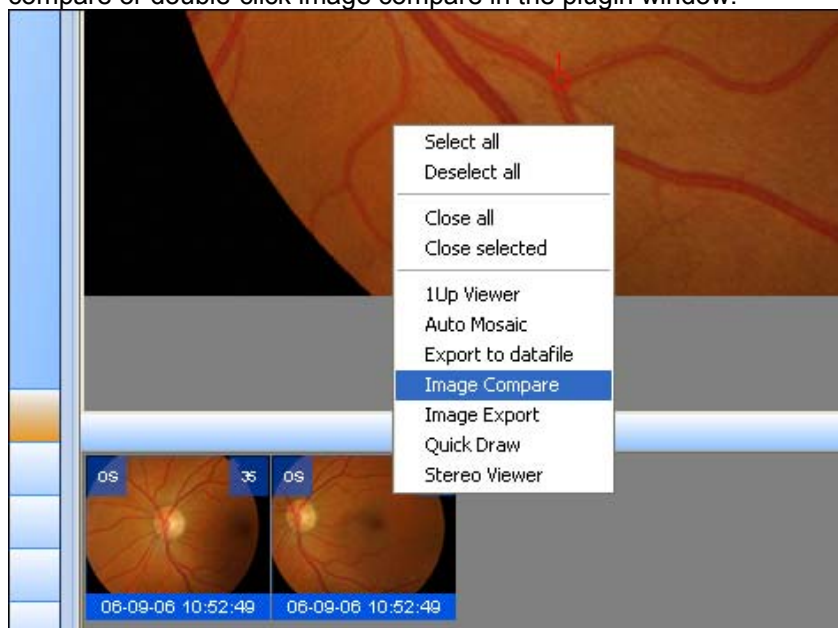 compare or double-click image compare in the plugin window.
Select all
Deselect all
Close all
Close selected
1Up Viewer
Auto Mosaic
Export to datafile
Image Compare
Image Export
Quick Draw
Stereo Viewer
OS 35 OS
06-09-06 10:52:49 06-09-06 10:52:49